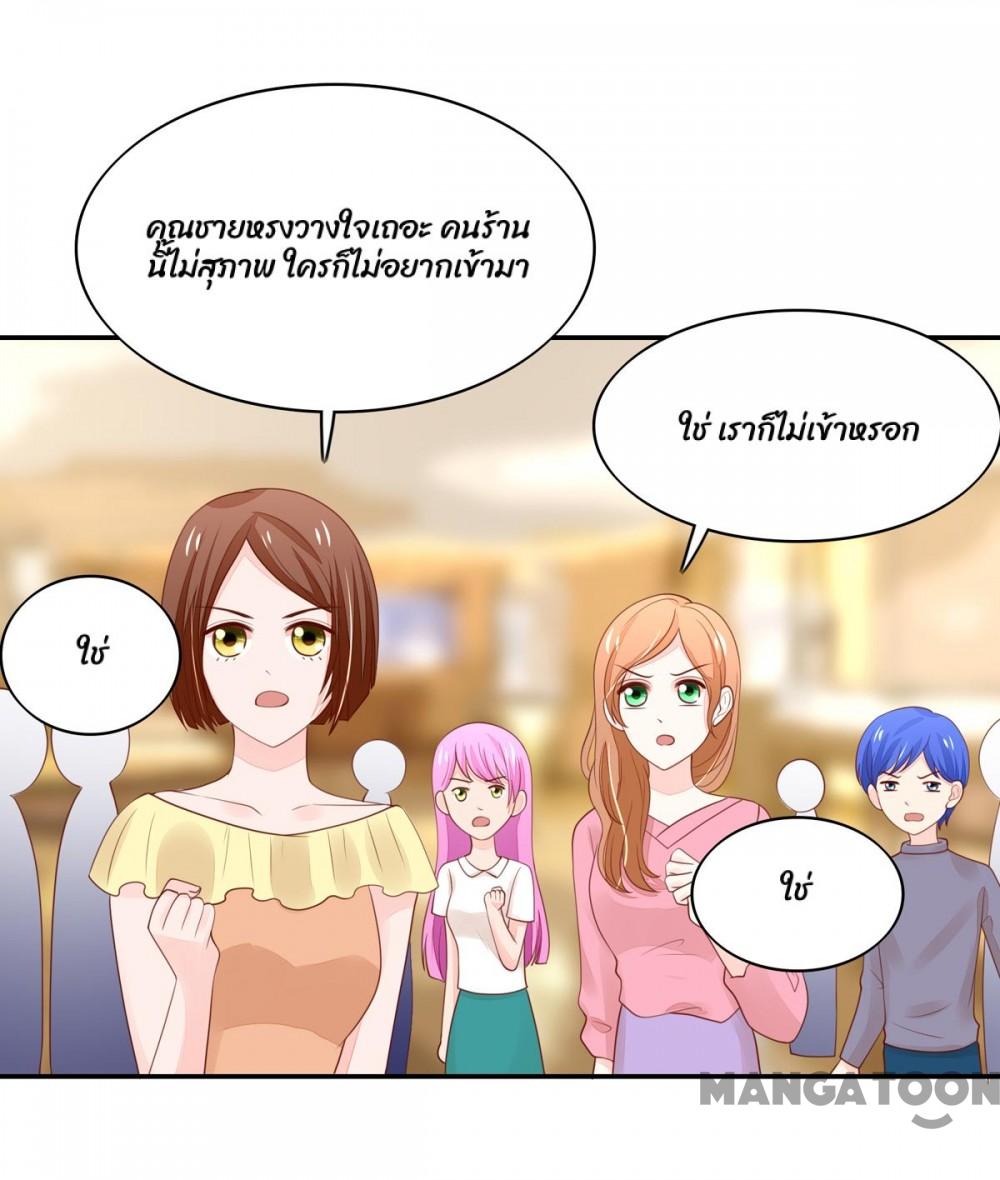 คุณชายหรงวางใจเถอะ คนร้าน
นี้ไม่สุภาพ ใครก็ไม่อยากเข้ามา
ใช่ เราก็ไม่เข้าหรอก
ใช่
ใช่
MANGATOON